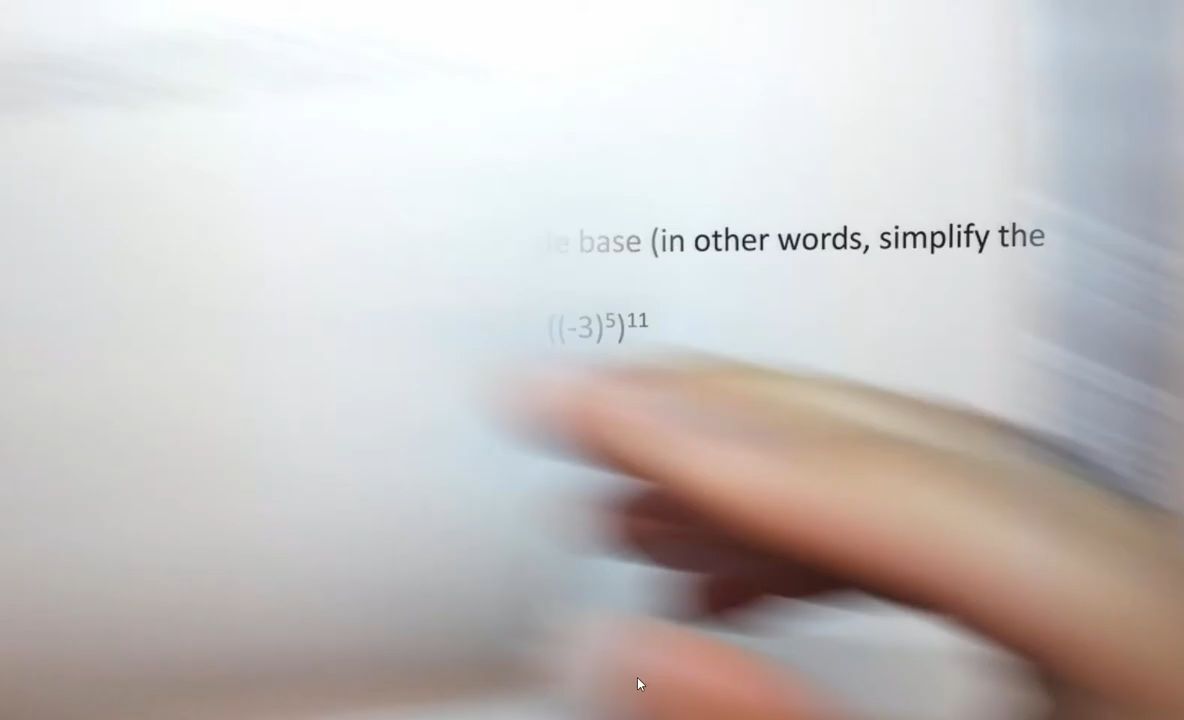 base (in other words, simplify the
((-3)⁵)¹¹